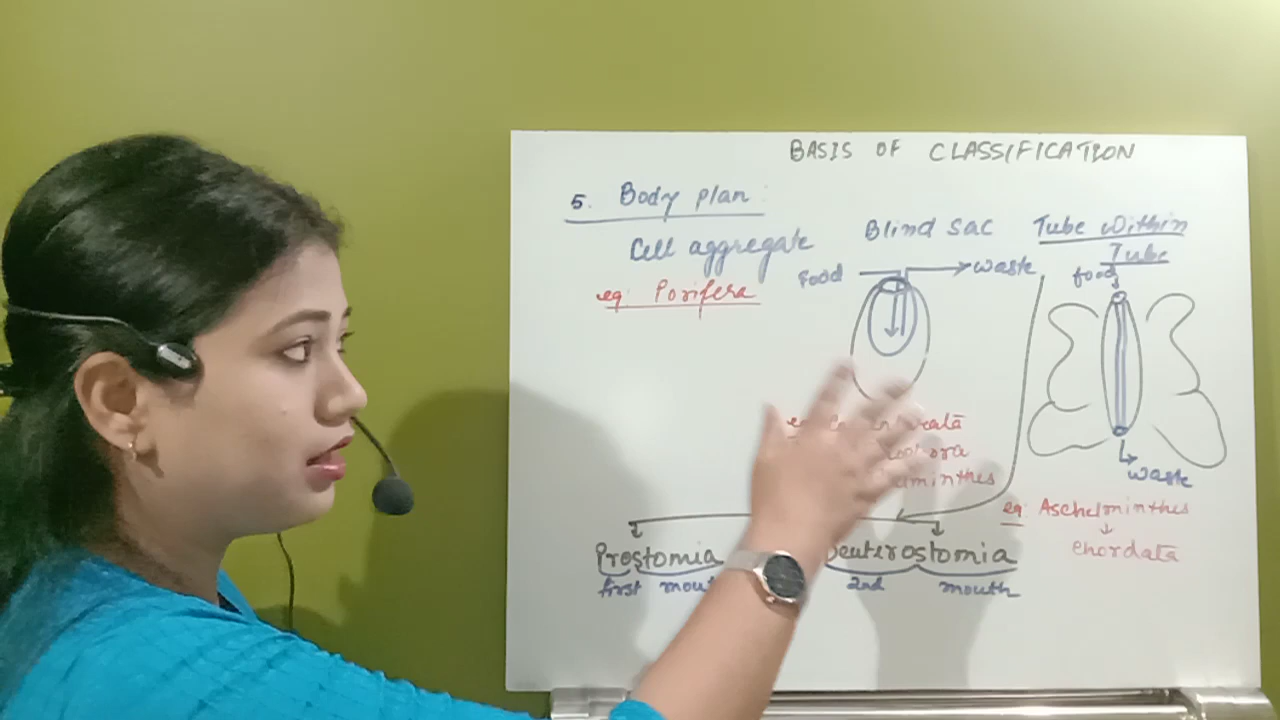 BASIS OF CLASSIFICATION
5. Body plan:
Cell aggregate
eg: Porifera
Blind sac
Food
waste
Tube Within
Tube
food
waste
eg: Aschelminthes
chordata
Prostomia
first
Deuterostomia
2nd mouth